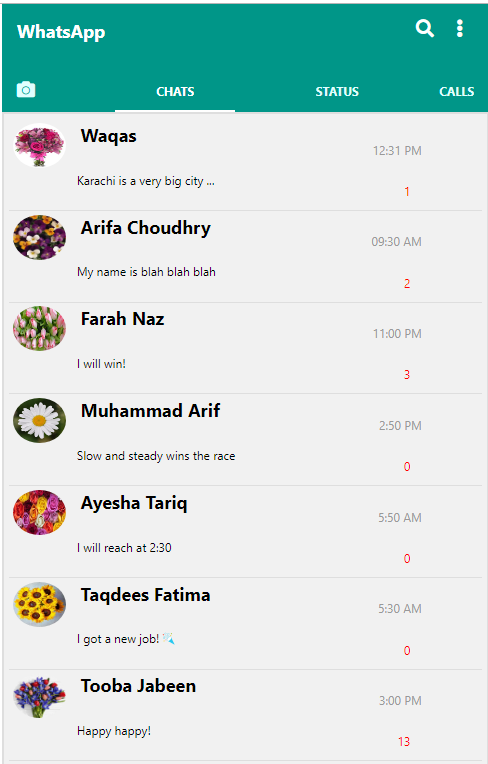 WhatsApp
CHATS STATUS CALLS
Waqas
12:31 PM
Karachi is a very big city ...
1
Arifa Choudhry
09:30 AM
My name is blah blah blah
2
Farah Naz
11:00 PM
I will win!
3
Muhammad Arif
2:50 PM
Slow and steady wins the race
0
Ayesha Tariq
5:50 AM
I will reach at 2:30
0
Taqdees Fatima
5:30 AM
I got a new job!
0
Tooba Jabeen
3:00 PM
Happy happy!
13